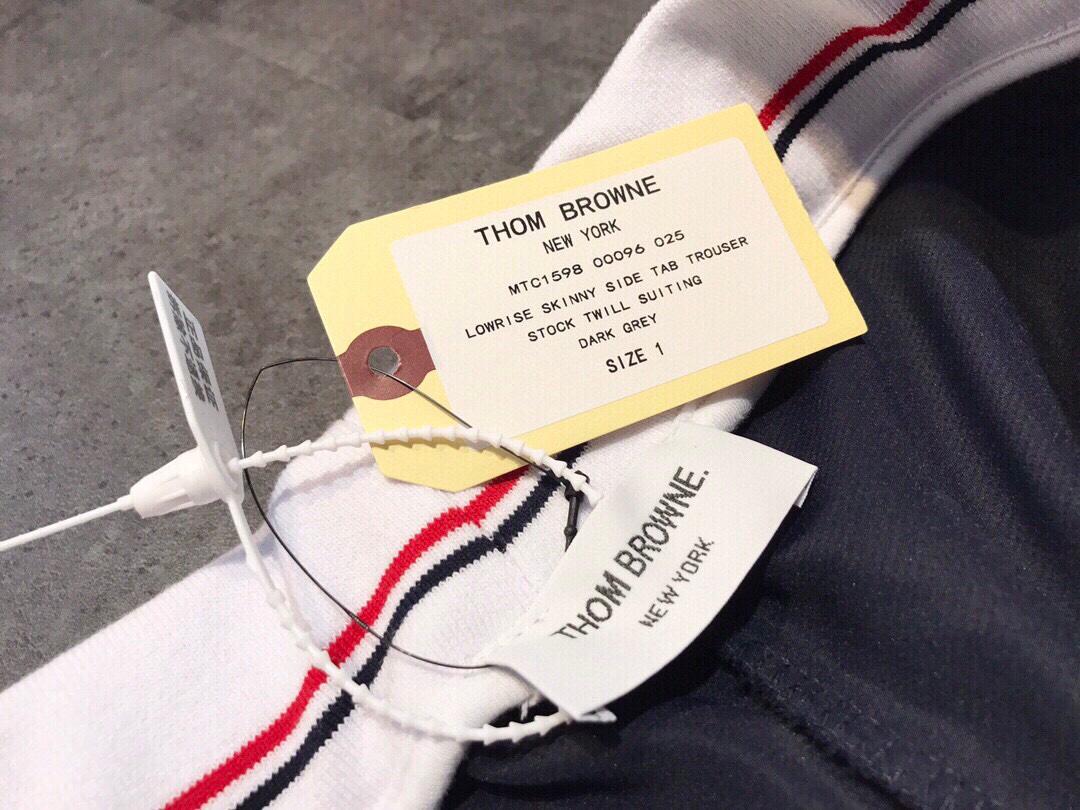 THOM BROWNE
NEW YORK
MTC1598 00096 025
LOWRISE SKINNY SIDE TAB TROUSER
STOCK TWILL SUITING
DARK GREY
SIZE 1
THOM BROWNE.
NEW YORK